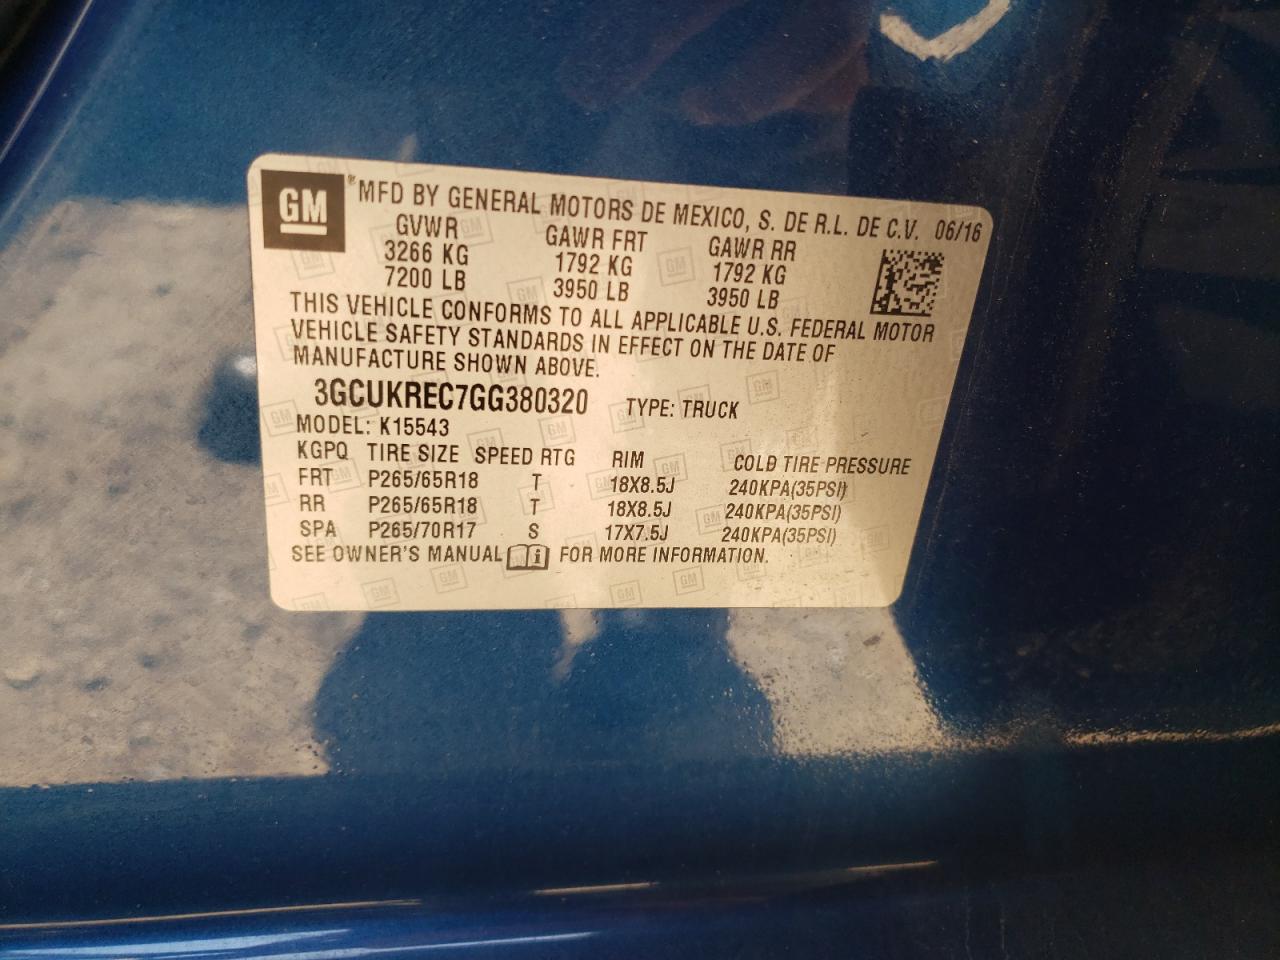 GM ® MFD BY GENERAL MOTORS DE MEXICO, S. DE R.L. DE C.V. 06/16
GVWR GAWR FRT GAWR RR
3266 KG 1792 KG 1792 KG
7200 LB 3950 LB 3950 LB
THIS VEHICLE CONFORMS TO ALL APPLICABLE U.S. FEDERAL MOTOR
VEHICLE SAFETY STANDARDS IN EFFECT ON THE DATE OF
MANUFACTURE SHOWN ABOVE.
3GCUKREC7GG380320 TYPE: TRUCK
MODEL: K15543
KGPQ TIRE SIZE SPEED RTG RIM COLD TIRE PRESSURE
FRT P265/65R18 T 18X8.5J 240KPA(35PSI)
RR P265/65R18 T 18X8.5J 240KPA(35PSI)
SPA P265/70R17 S 17X7.5J 240KPA(35PSI)
SEE OWNER'S MANUAL i FOR MORE INFORMATION.